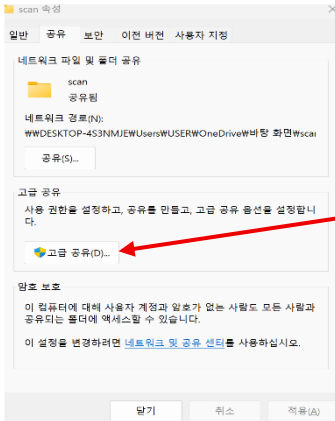 scan 속성
일반 공유 보안 이전 버전 사용자 지정
네트워크 파일 및 폴더 공유
scan
공유됨
네트워크 경로(N):
₩₩DESKTOP-4S3NMJE₩Users₩USER₩OneDrive₩바탕 화면₩scan
공유(S)...
고급 공유
사용 권한을 설정하고, 공유를 만들고, 고급 공유 옵션을 설정합니
다.
고급 공유(D)...
암호 보호
이 컴퓨터에 대해 사용자 계정과 암호가 없는 사람도 모든 사람과
공유되는 폴더에 액세스할 수 있습니다.
이 설정을 변경하려면 네트워크 및 공유 센터를 사용하십시오.
닫기 취소 적용(A)